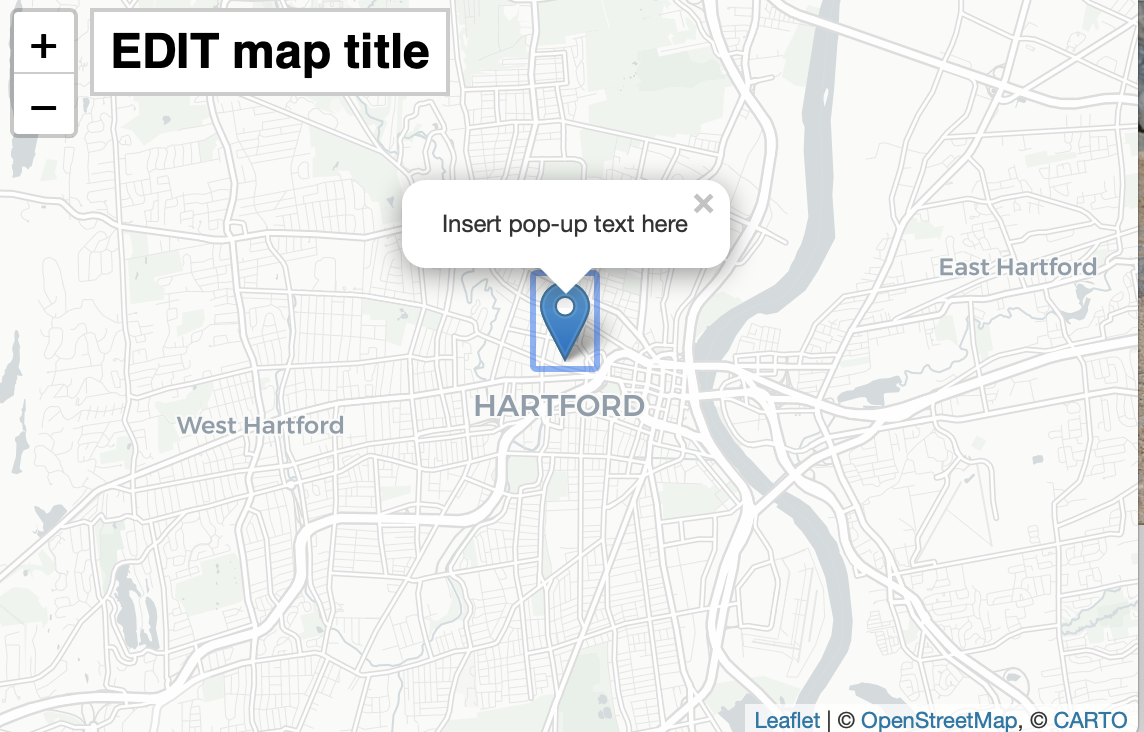 +
EDIT map title
−
Insert pop-up text here
×
East Hartford
HARTFORD
West Hartford
Leaflet | © OpenStreetMap, © CARTO